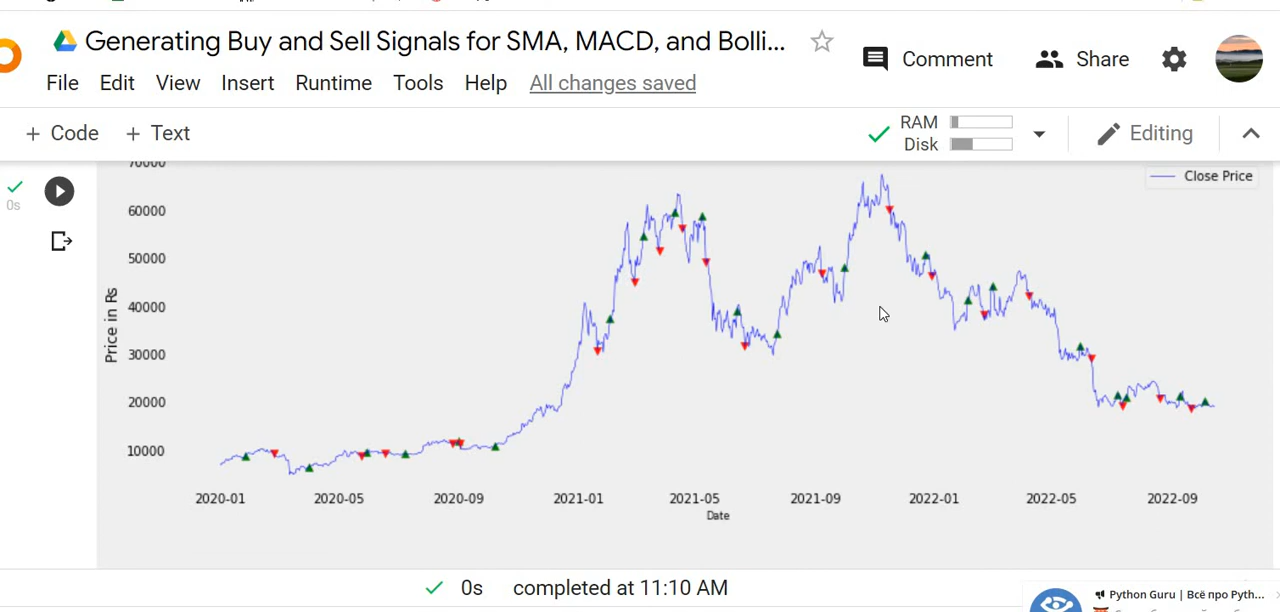 Generating Buy and Sell Signals for SMA, MACD, and Bolli...
Comment
Share
File Edit View Insert Runtime Tools Help All changes saved
+ Code + Text
RAM
Disk
Editing
0s
70000
60000
50000
40000
30000
20000
10000
Price in Rs
Close Price
2020-01 2020-05 2020-09 2021-01 2021-05 2021-09 2022-01 2022-05 2022-09
Date
0s completed at 11:10 AM
Python Guru | Всё про Pyth...